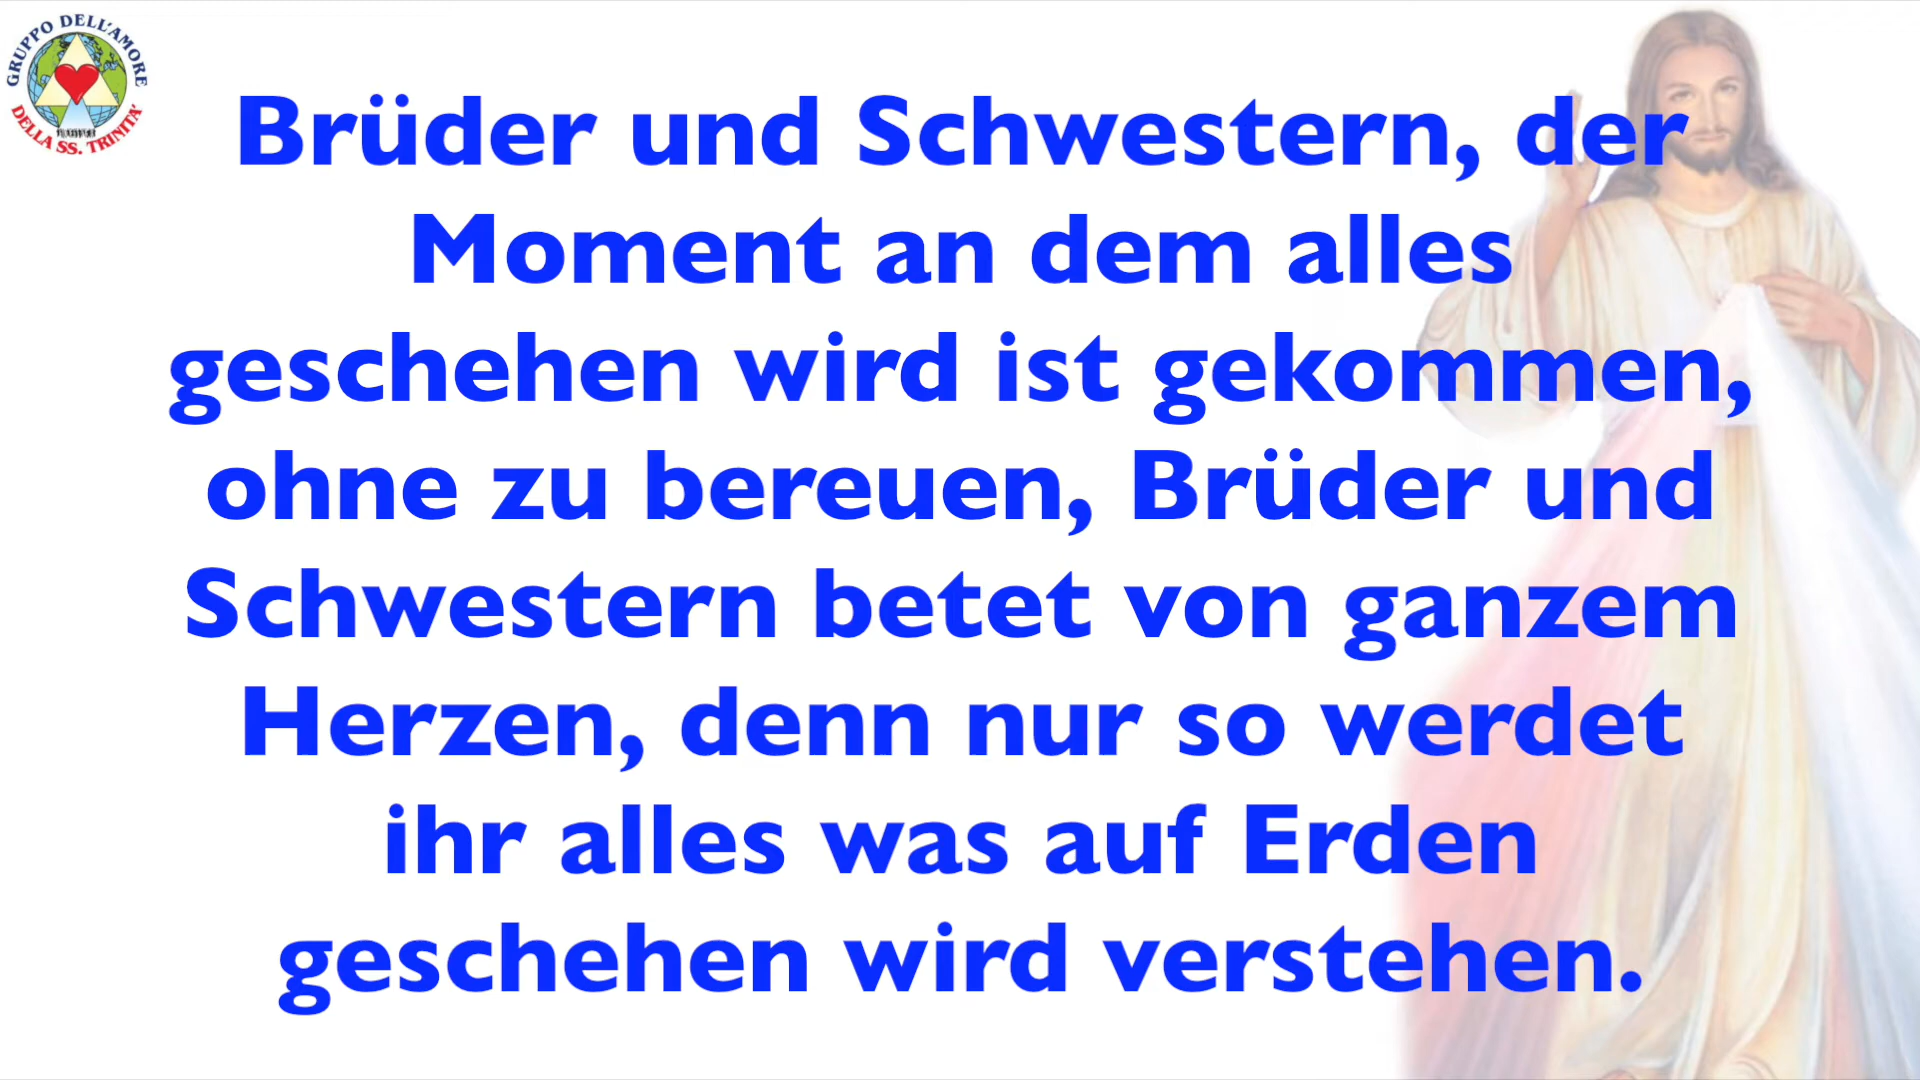 GRUPPO DELL'AMORE
DELLA SS. TRINITA'
Brüder und Schwestern, der
Moment an dem alles
geschehen wird ist gekommen,
ohne zu bereuen, Brüder und
Schwestern betet von ganzem
Herzen, denn nur so werdet
ihr alles was auf Erden
geschehen wird verstehen.